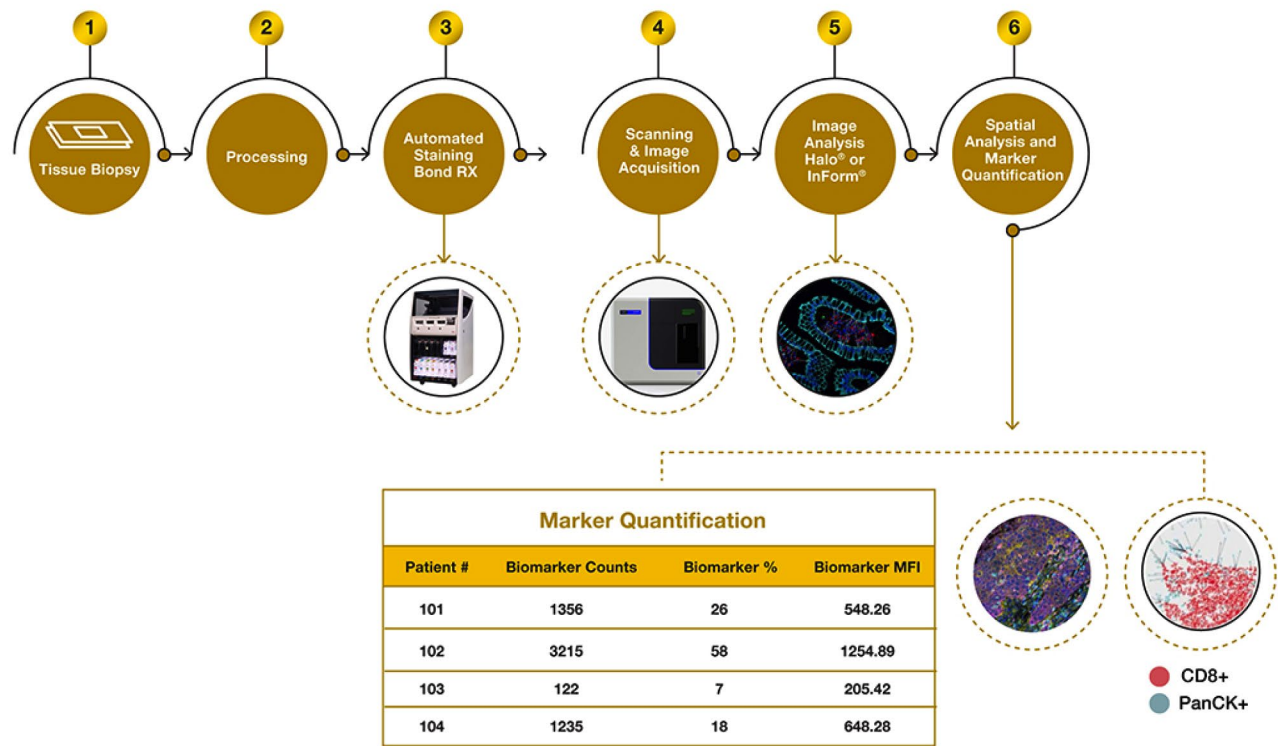 1
2
3
4
5
6
Tissue Biopsy
Processing
Automated
Staining
Bond RX
Scanning
& Image
Acquisition
Image
Analysis
Halo® or
InForm®
Spatial
Analysis and
Marker
Quantification
Marker Quantification
Patient # Biomarker Counts Biomarker % Biomarker MFI
101 1356 26 548.26
102 3215 58 1254.89
103 122 7 205.42
104 1235 18 648.28
CD8+
PanCK+